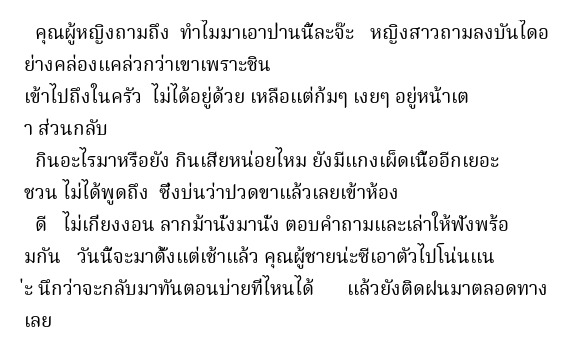 คุณผู้หญิงถามถึง  ทำไมมาเอาปานนี้ละจ๊ะ   หญิงสาวถามลงบันไดอ
ย่างคล่องแคล่วกว่าเขาเพราะชิน
เข้าไปถึงในครัว  ไม่ได้อยู่ด้วย เหลือแต่ก้มๆ เงยๆ อยู่หน้าเต
า ส่วนกลับ
กินอะไรมาหรือยัง กินเสียหน่อยไหม ยังมีแกงเผ็ดเนื้ออีกเยอะ
ชวน ไม่ได้พูดถึง  ซึ่งบ่นว่าปวดขาแล้วเลยเข้าห้อง
ดี   ไม่เกี่ยงงอน ลากม้านั่งมานั่ง ตอบคำถามและเล่าให้ฟังพร้อ
มกัน   วันนี้จะมาตั้งแต่เช้าแล้ว คุณผู้ชายน่ะซีเอาตัวไปโน่นแน
่ะ นึกว่าจะกลับมาทันตอนบ่ายที่ไหนได้      แล้วยังติดฝนมาตลอดทาง
เลย